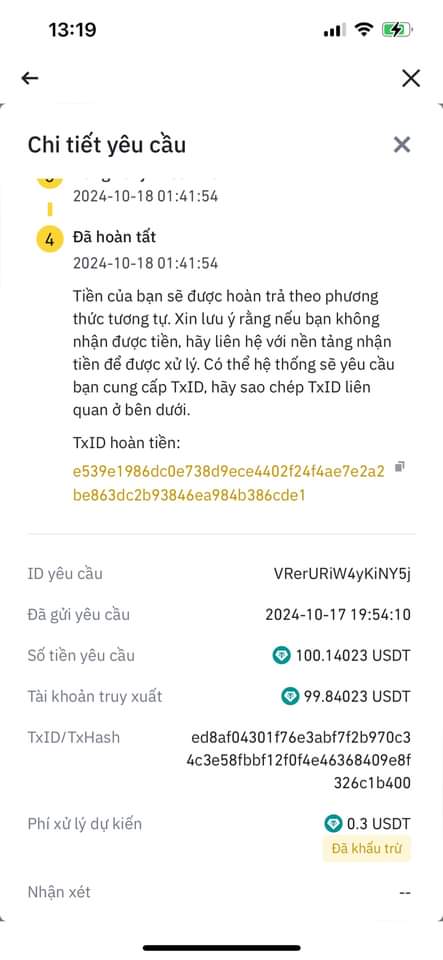 13:19
Chi tiết yêu cầu
2024-10-18 01:41:54
4
Đã hoàn tất
2024-10-18 01:41:54
Tiền của bạn sẽ được hoàn trả theo phương
thức tương tự. Xin lưu ý rằng nếu bạn không
nhận được tiền, hãy liên hệ với nền tảng nhận
tiền để được xử lý. Có thể hệ thống sẽ yêu cầu
bạn cung cấp TxID, hãy sao chép TxID liên
quan ở bên dưới.
TxID hoàn tiền:
e539e1986dc0e738d9ece4402f24f4ae7e2a2
be863dc2b93846ea984b386cde1
ID yêu cầu VRerURiW4yKiNY5j
Đã gửi yêu cầu 2024-10-17 19:54:10
Số tiền yêu cầu 100.14023 USDT
Tài khoản truy xuất 99.84023 USDT
TxID/TxHash ed8af04301f76e3abf7f2b970c3
4c3e58fbbf12f0f4e46368409e8f
326c1b400
Phí xử lý dự kiến 0.3 USDT
Đã khấu trừ
Nhận xét --